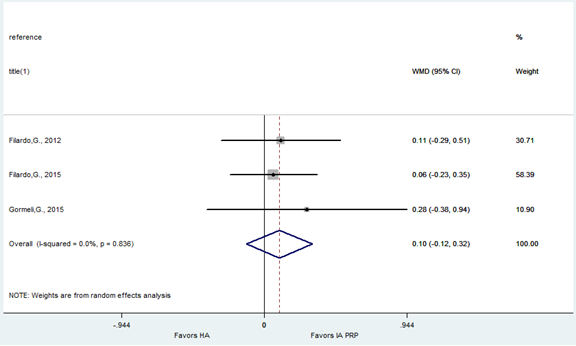 reference %
title(1) WMD (95% CI) Weight
Filardo,G., 2012 0.11 (-0.29, 0.51) 30.71
Filardo,G., 2015 0.06 (-0.23, 0.35) 58.39
Gormeli,G., 2015 0.28 (-0.38, 0.94) 10.90
Overall (I-squared = 0.0%, p = 0.836) 0.10 (-0.12, 0.32) 100.00
NOTE: Weights are from random effects analysis
-.944 0 .944
Favors HA Favors IA PRP